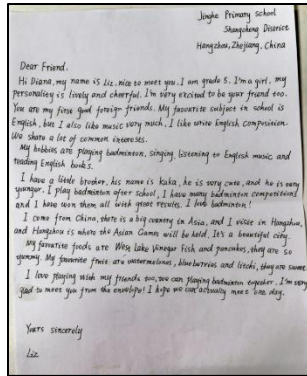 Jinghe Primary School
Shangcheng District
Hangzhou, Zhejiang, China
Dear Friend.
Hi Diana, my name is Liz, nice to meet you. I am grade 5. I'm a girl, my
personality is lively and cheerful. I'm very excited to be your friend too.
You are my first good foreign friends. My favourite subject in school is
English, but I also like music very much, I like write English composition.
We share a lot of common interests.
My hobbies are playing badminton, singing, listening to English music and
reading English books.
I have a little brother, his name is kaka, he is very cute, and he is very
younger. I play badminton after school, I have many badminton competitions
and I have won them all with great results, I love badminton!
I come from China, there is a big country in Asia, and I in Hangzhou,
and Hangzhou is where the Asian Games will be held. It's a beautiful city.
My favorite foods are West lake vinegar fish and pancakes, they are so
yummy. My favorite fruit are watermelones, blueberries and litchi, they are sweet.
I love playing with my friends too, we can playing badminton together. I'm very
glad to meet you from the envelope! I hope we can actually meet one day.
Yours sincerely
Liz